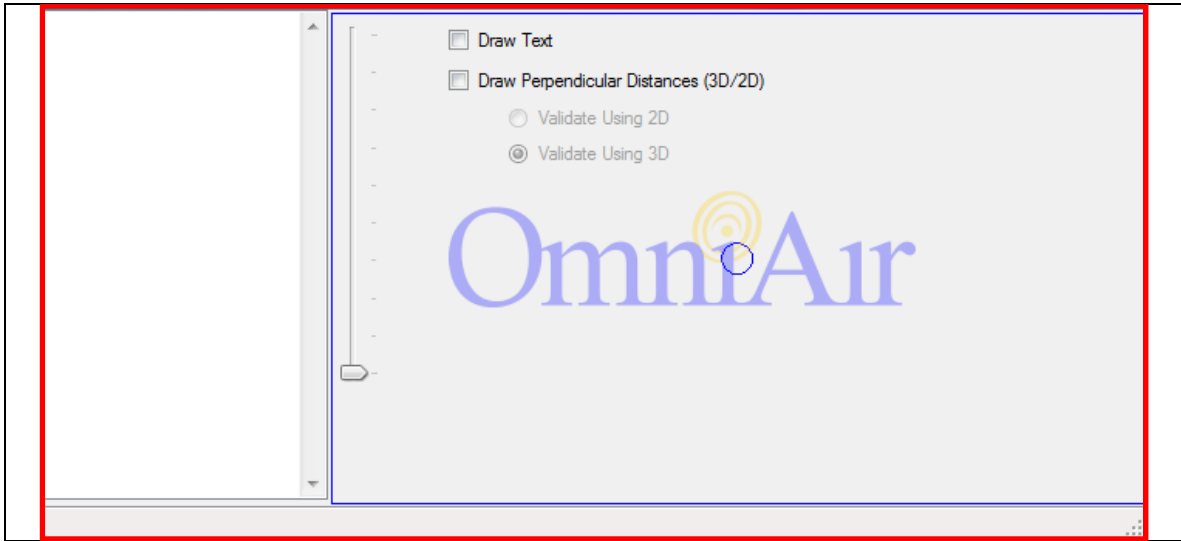 Draw Text
Draw Perpendicular Distances (3D/2D)
Validate Using 2D
Validate Using 3D
OmniAir